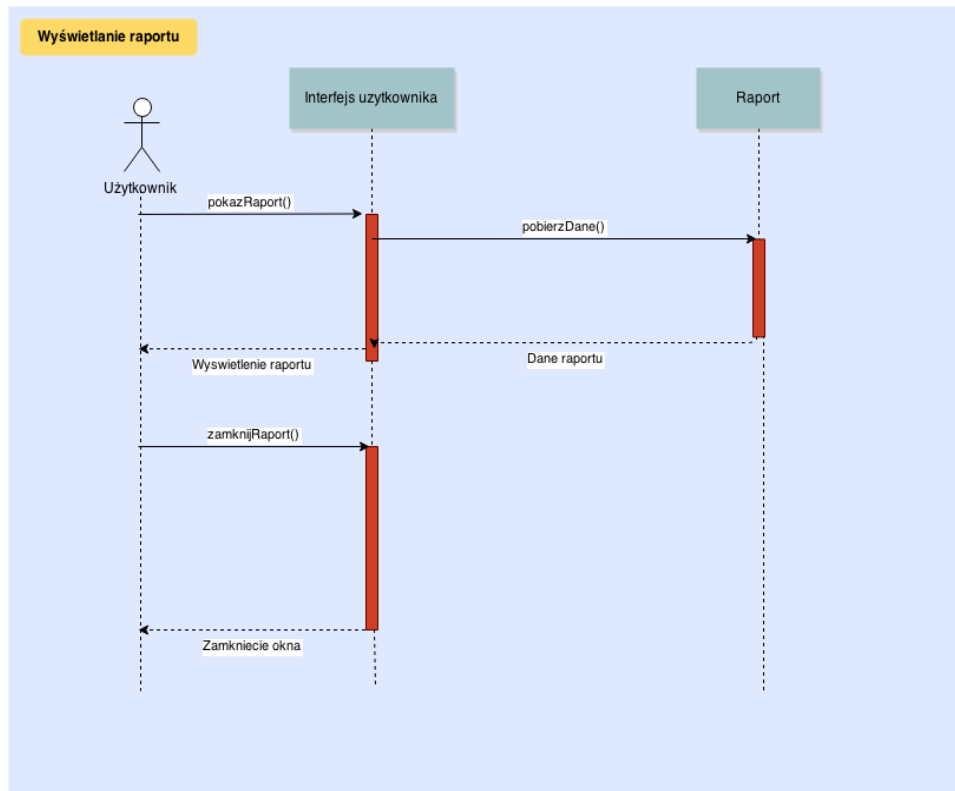 Wyświetlanie raportu
Interfejs uzytkownika
Raport
Użytkownik
pokazRaport()
pobierzDane()
Dane raportu
Wyswietlenie raportu
zamknijRaport()
Zamkniecie okna